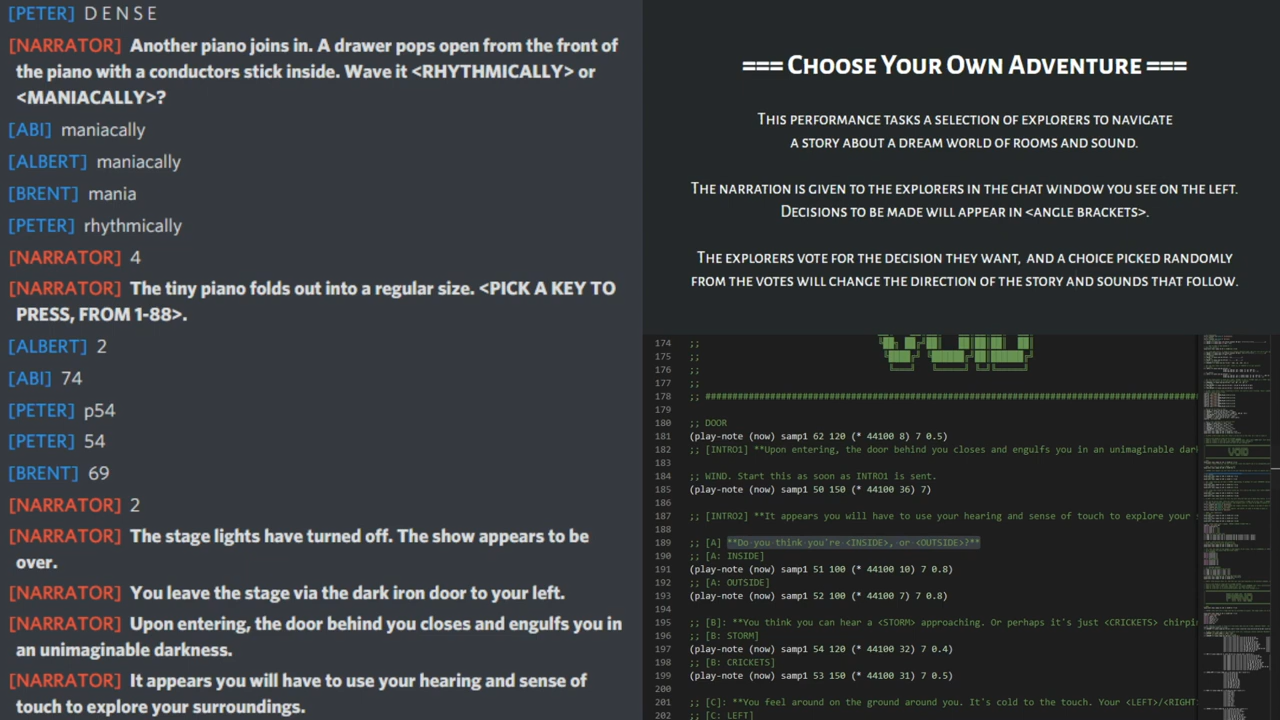 [PETER] D E N S E
[NARRATOR] Another piano joins in. A drawer pops open from the front of
the piano with a conductors stick inside. Wave it <RHYTHMICALLY> or
<MANIACALLY>?
[ABI] maniacally
[ALBERT] maniacally
[BRENT] mania
[PETER] rhythmically
[NARRATOR] 4
[NARRATOR] The tiny piano folds out into a regular size. <PICK A KEY TO
PRESS, FROM 1-88>.
[ALBERT] 2
[ABI] 74
[PETER] p54
[PETER] 54
[BRENT] 69
[NARRATOR] 2
[NARRATOR] The stage lights have turned off. The show appears to be
over.
[NARRATOR] You leave the stage via the dark iron door to your left.
[NARRATOR] Upon entering, the door behind you closes and engulfs you in
an unimaginable darkness.
[NARRATOR] It appears you will have to use your hearing and sense of
touch to explore your surroundings.
=== CHOOSE YOUR OWN ADVENTURE ===
THIS PERFORMANCE TASKS A SELECTION OF EXPLORERS TO NAVIGATE
A STORY ABOUT A DREAM WORLD OF ROOMS AND SOUND.
THE NARRATION IS GIVEN TO THE EXPLORERS IN THE CHAT WINDOW YOU SEE ON THE LEFT.
DECISIONS TO BE MADE WILL APPEAR IN <ANGLE BRACKETS>.
THE EXPLORERS VOTE FOR THE DECISION THEY WANT, AND A CHOICE PICKED RANDOMLY
FROM THE VOTES WILL CHANGE THE DIRECTION OF THE STORY AND SOUNDS THAT FOLLOW.
174 ;;
175 ;;
176 ;;
177 ;;
178 ;; ##########################################################################################
179
180 ;; DOOR
181 (play-note (now) samp1 62 120 (* 44100 8) 7 0.5)
182 ;; [INTRO1] **Upon entering, the door behind you closes and engulfs you in an unimaginable dark
183
184 ;; WIND. Start this as soon as INTRO1 is sent.
185 (play-note (now) samp1 50 150 (* 44100 36) 7)
186
187 ;; [INTRO2] **It appears you will have to use your hearing and sense of touch to explore your
188
189 ;; [A] **Do you think you're <INSIDE>, or <OUTSIDE>?**
190 ;; [A: INSIDE]
191 (play-note (now) samp1 51 100 (* 44100 10) 7 0.8)
192 ;; [A: OUTSIDE]
193 (play-note (now) samp1 52 100 (* 44100 7) 7 0.8)
194
195 ;; [B]: **You think you can hear a <STORM> approaching. Or perhaps it's just <CRICKETS> chirpin
196 ;; [B: STORM]
197 (play-note (now) samp1 54 120 (* 44100 32) 7 0.4)
198 ;; [B: CRICKETS]
199 (play-note (now) samp1 53 150 (* 44100 31) 7 0.5)
200
201 ;; [C]: **You feel around on the ground around you. It's cold to the touch. Your <LEFT>/<RIGHT
202 ;; [C: LEFT]
VOID
PIANO